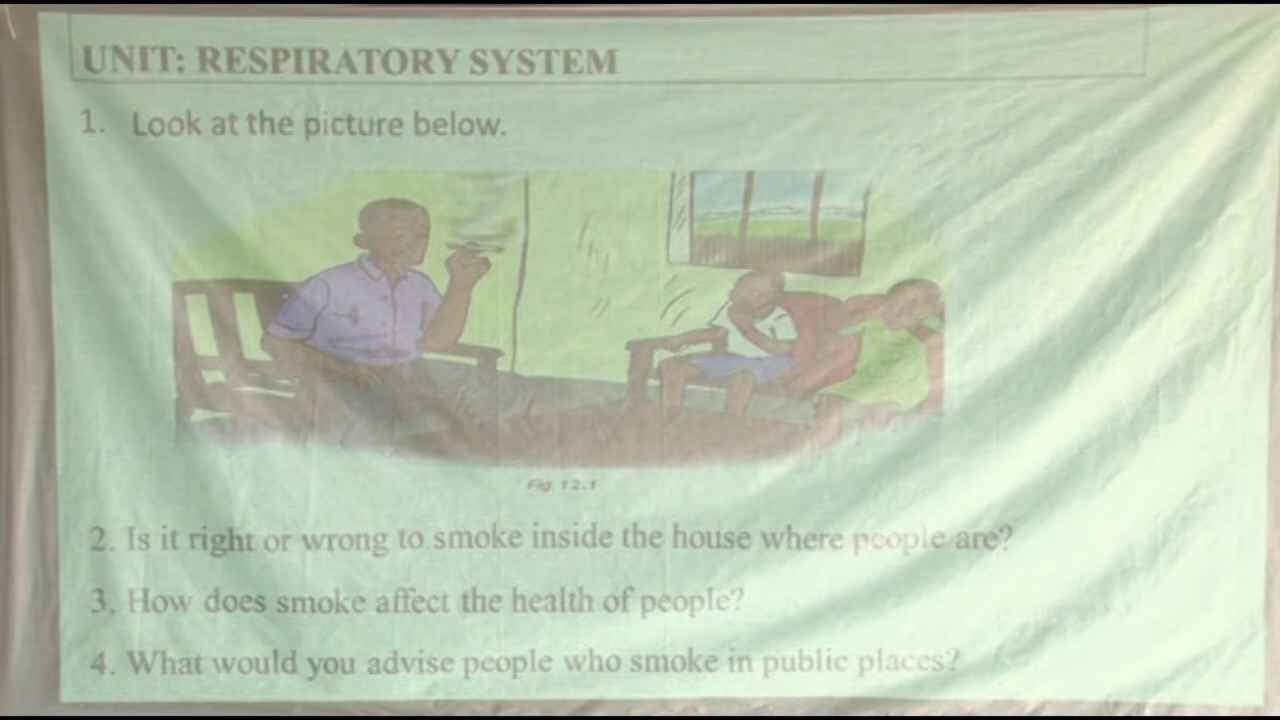 UNIT: RESPIRATORY SYSTEM
1. Look at the picture below.
Fig 12.1
2. Is it right or wrong to smoke inside the house where people are?
3. How does smoke affect the health of people?
4. What would you advise people who smoke in public places?